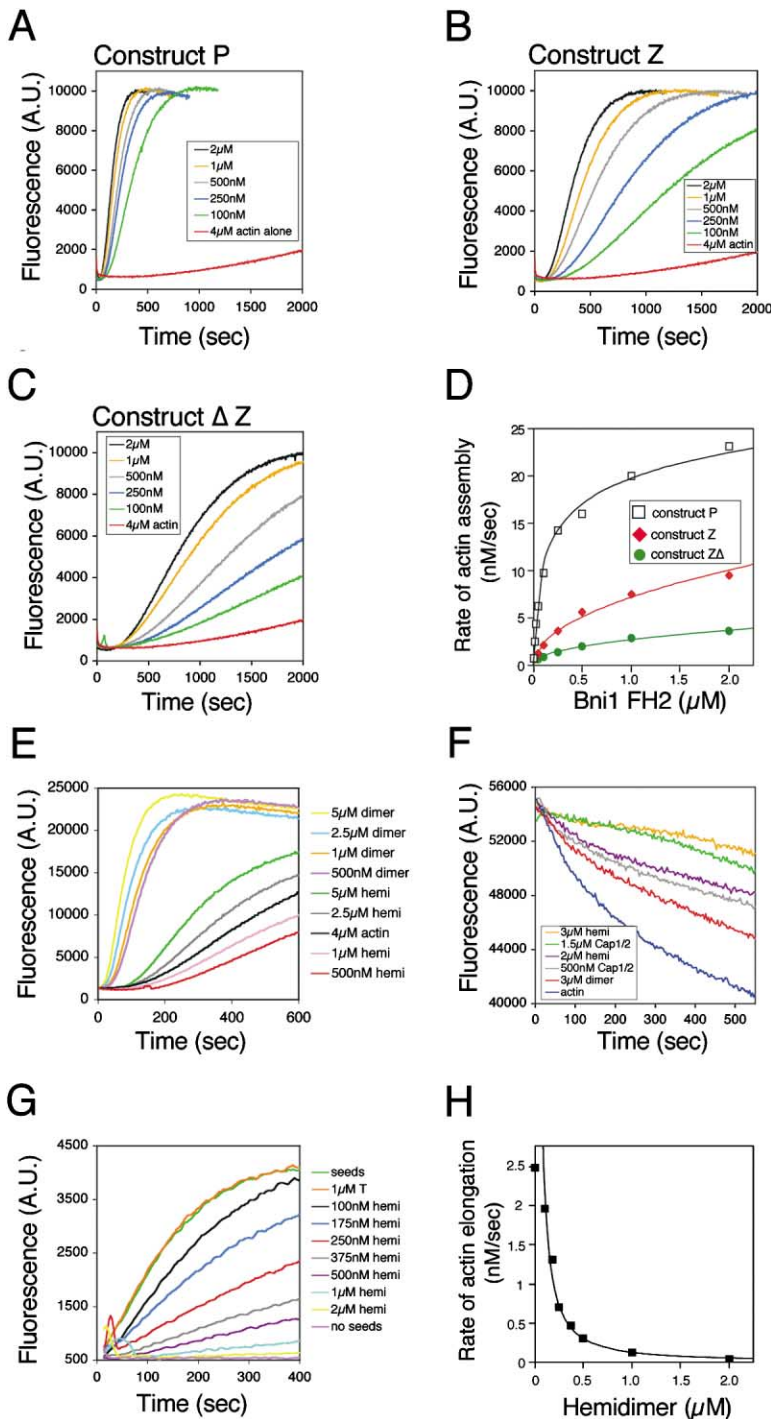 A
Construct P
Fluorescence (A.U.)
10000
8000
6000
4000
2000
0
2µM
1µM
500nM
250nM
100nM
4µM actin alone
0 500 1000 1500 2000
Time (sec)
B
Construct Z
Fluorescence (A.U.)
10000
8000
6000
4000
2000
0
2µM
1µM
500nM
250nM
100nM
4µM actin
0 500 1000 1500 2000
Time (sec)
C
Construct Δ Z
Fluorescence (A.U.)
10000
8000
6000
4000
2000
0
2µM
1µM
500nM
250nM
100nM
4µM actin
0 500 1000 1500 2000
Time (sec)
D
Rate of actin assembly
(nM/sec)
25
20
15
10
5
0
construct P
construct Z
construct ZΔ
0 0.5 1.0 1.5 2.0
Bni1 FH2 (µM)
E
Fluorescence (A.U.)
25000
20000
15000
10000
5000
0
0 200 400 600
Time (sec)
5µM dimer
2.5µM dimer
1µM dimer
500nM dimer
5µM hemi
2.5µM hemi
4µM actin
1µM hemi
500nM hemi
F
Fluorescence (A.U.)
56000
52000
48000
44000
40000
3µM hemi
1.5µM Cap1/2
2µM hemi
500nM Cap1/2
3µM dimer
actin
0 100 200 300 400 500
Time (sec)
G
Fluorescence (A.U.)
4500
3500
2500
1500
500
0 100 200 300 400
Time (sec)
seeds
1µM T
100nM hemi
175nM hemi
250nM hemi
375nM hemi
500nM hemi
1µM hemi
2µM hemi
no seeds
H
Rate of actin elongation
(nM/sec)
2.5
2
1.5
1
0.5
0
0 0.5 1.0 1.5 2.0
Hemidimer (µM)